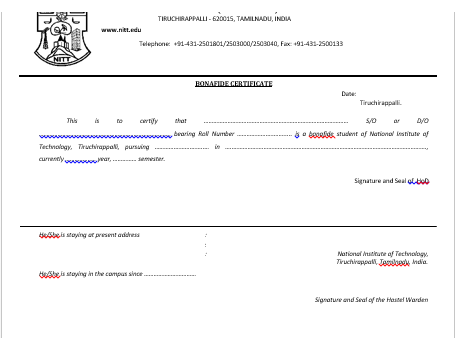 TIRUCHIRAPPALLI - 620015, TAMILNADU, INDIA
www.nitt.edu
Telephone: +91-431-2501801/2503000/2503040, Fax: +91-431-2500133
NITT
BONAFIDE CERTIFICATE
Date:
Tiruchirappalli.
This is to certify that ................................................................ S/O or D/O
........................................................ bearing Roll Number ........................ is a bonafide student of National Institute of
Technology, Tiruchirappalli, pursuing ........................ in ....................................................,
currently ............ year, ............ semester.
Signature and Seal of HoD
He/She is staying at present address :
:
: National Institute of Technology,
Tiruchirappalli, Tamilnadu, India.
He/She is staying in the campus since ........................
Signature and Seal of the Hostel Warden